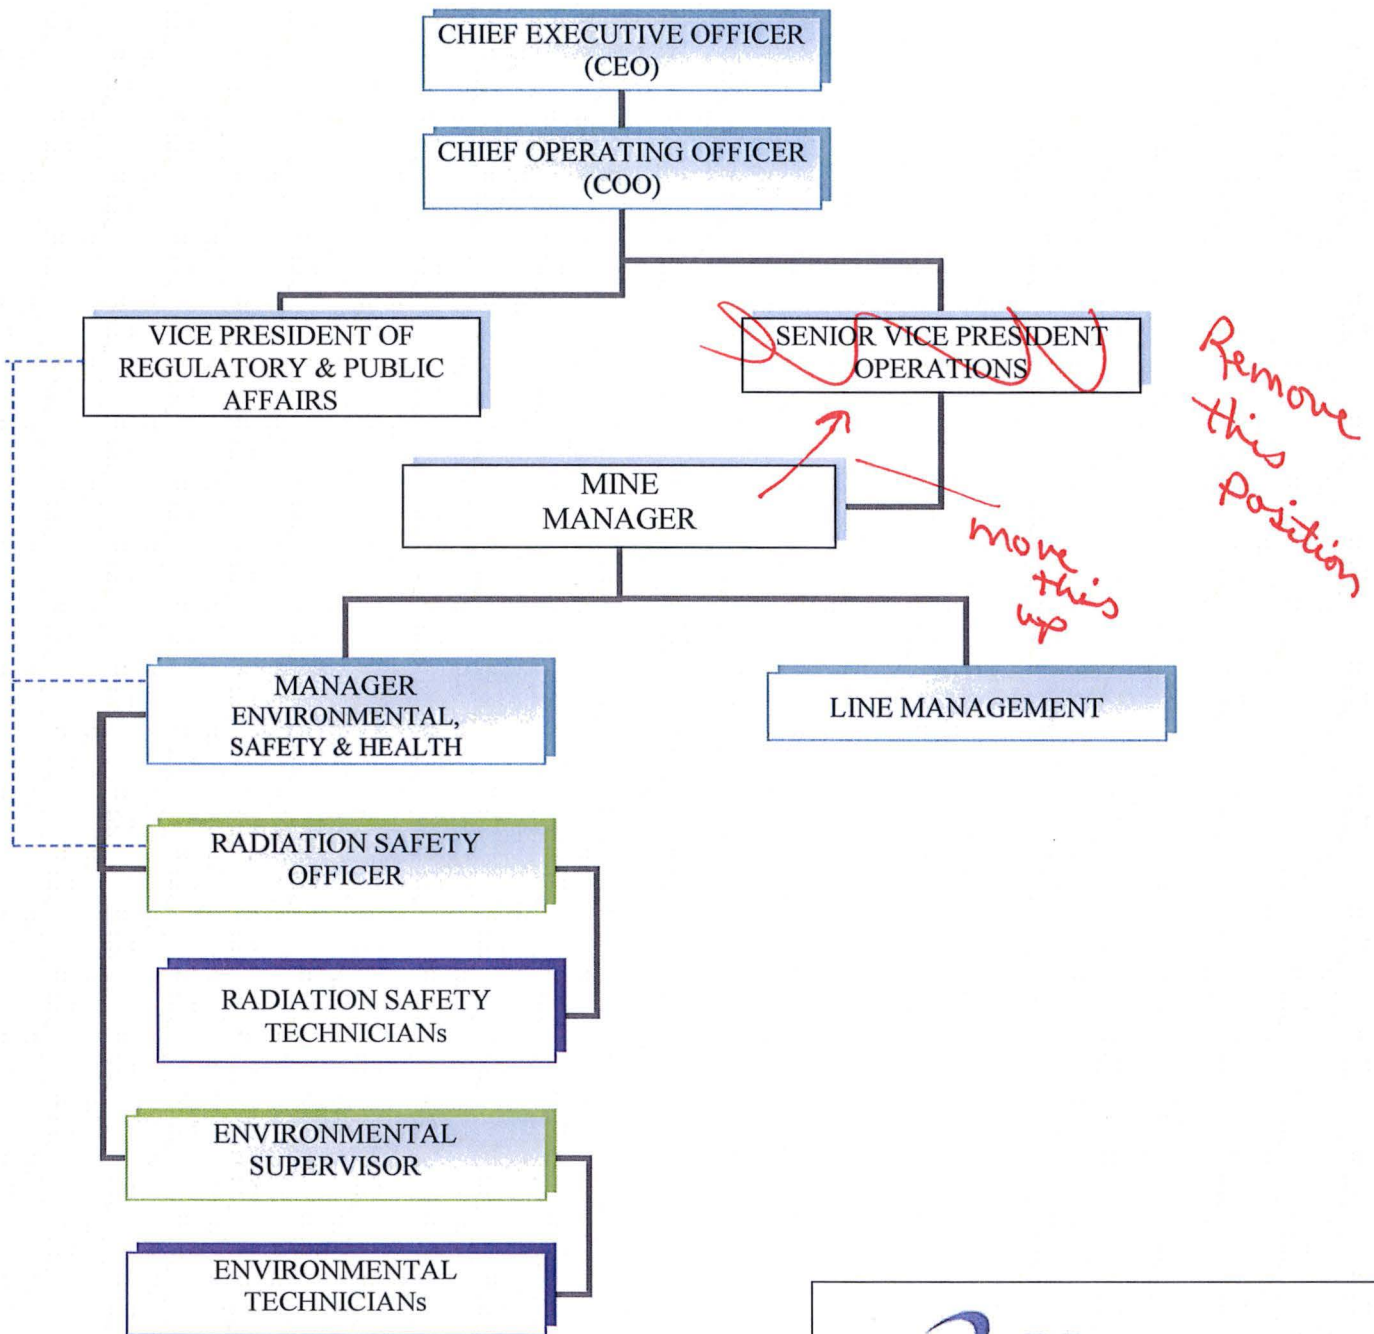 CHIEF EXECUTIVE OFFICER
(CEO)
CHIEF OPERATING OFFICER
(COO)
VICE PRESIDENT OF
REGULATORY & PUBLIC
AFFAIRS
SENIOR VICE PRESIDENT
OPERATIONS
Remove
this
Position
MINE
MANAGER
move
this
up
MANAGER
ENVIRONMENTAL,
SAFETY & HEALTH
LINE MANAGEMENT
RADIATION SAFETY
OFFICER
RADIATION SAFETY
TECHNICIANs
ENVIRONMENTAL
SUPERVISOR
ENVIRONMENTAL
TECHNICIANs